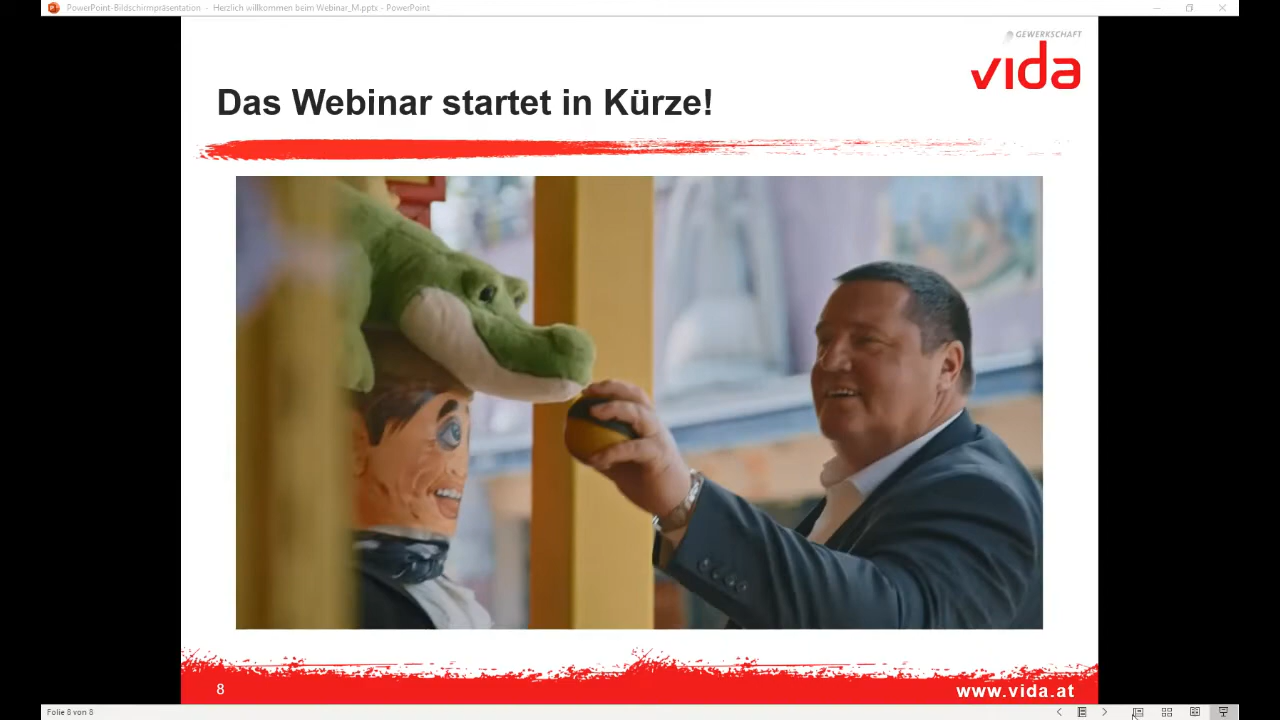 PowerPoint-Bildschirmpräsentation - Herzlich willkommen beim Webinar_M.pptx - PowerPoint
GEWERKSCHAFT
vida
Das Webinar startet in Kürze!
8
www.vida.at
Folie 8 von 8